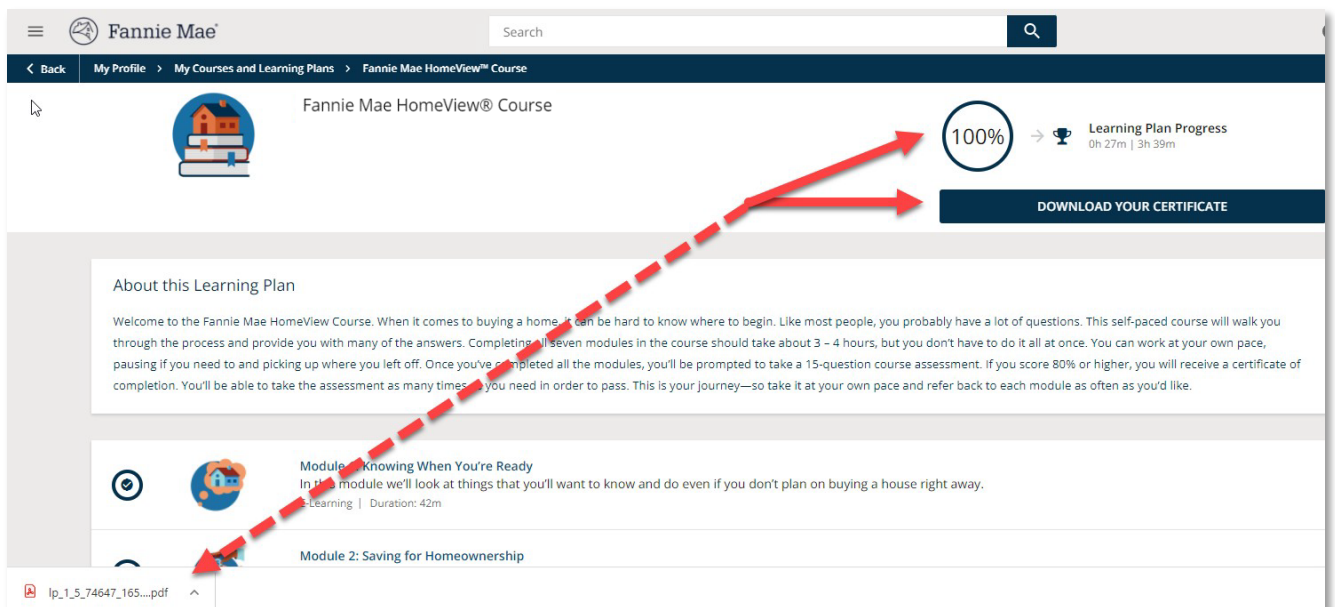 Fannie Mae®
Search
Back
My Profile > My Courses and Learning Plans > Fannie Mae HomeView™ Course
Fannie Mae HomeView® Course
100%
Learning Plan Progress
0h 27m | 3h 39m
DOWNLOAD YOUR CERTIFICATE
About this Learning Plan
Welcome to the Fannie Mae HomeView Course. When it comes to buying a home, it can be hard to know where to begin. Like most people, you probably have a lot of questions. This self-paced course will walk you
through the process and provide you with many of the answers. Completing all seven modules in the course should take about 3 – 4 hours, but you don't have to do it all at once. You can work at your own pace,
pausing if you need to and picking up where you left off. Once you've completed all the modules, you'll be prompted to take a 15-question course assessment. If you score 80% or higher, you will receive a certificate of
completion. You'll be able to take the assessment as many times as you need in order to pass. This is your journey—so take it at your own pace and refer back to each module as often as you'd like.
Module Knowing When You're Ready
In this module we'll look at things that you'll want to know and do even if you don't plan on buying a house right away.
E-Learning | Duration: 42m
Module 2: Saving for Homeownership
lp_1_5_74647_165....pdf